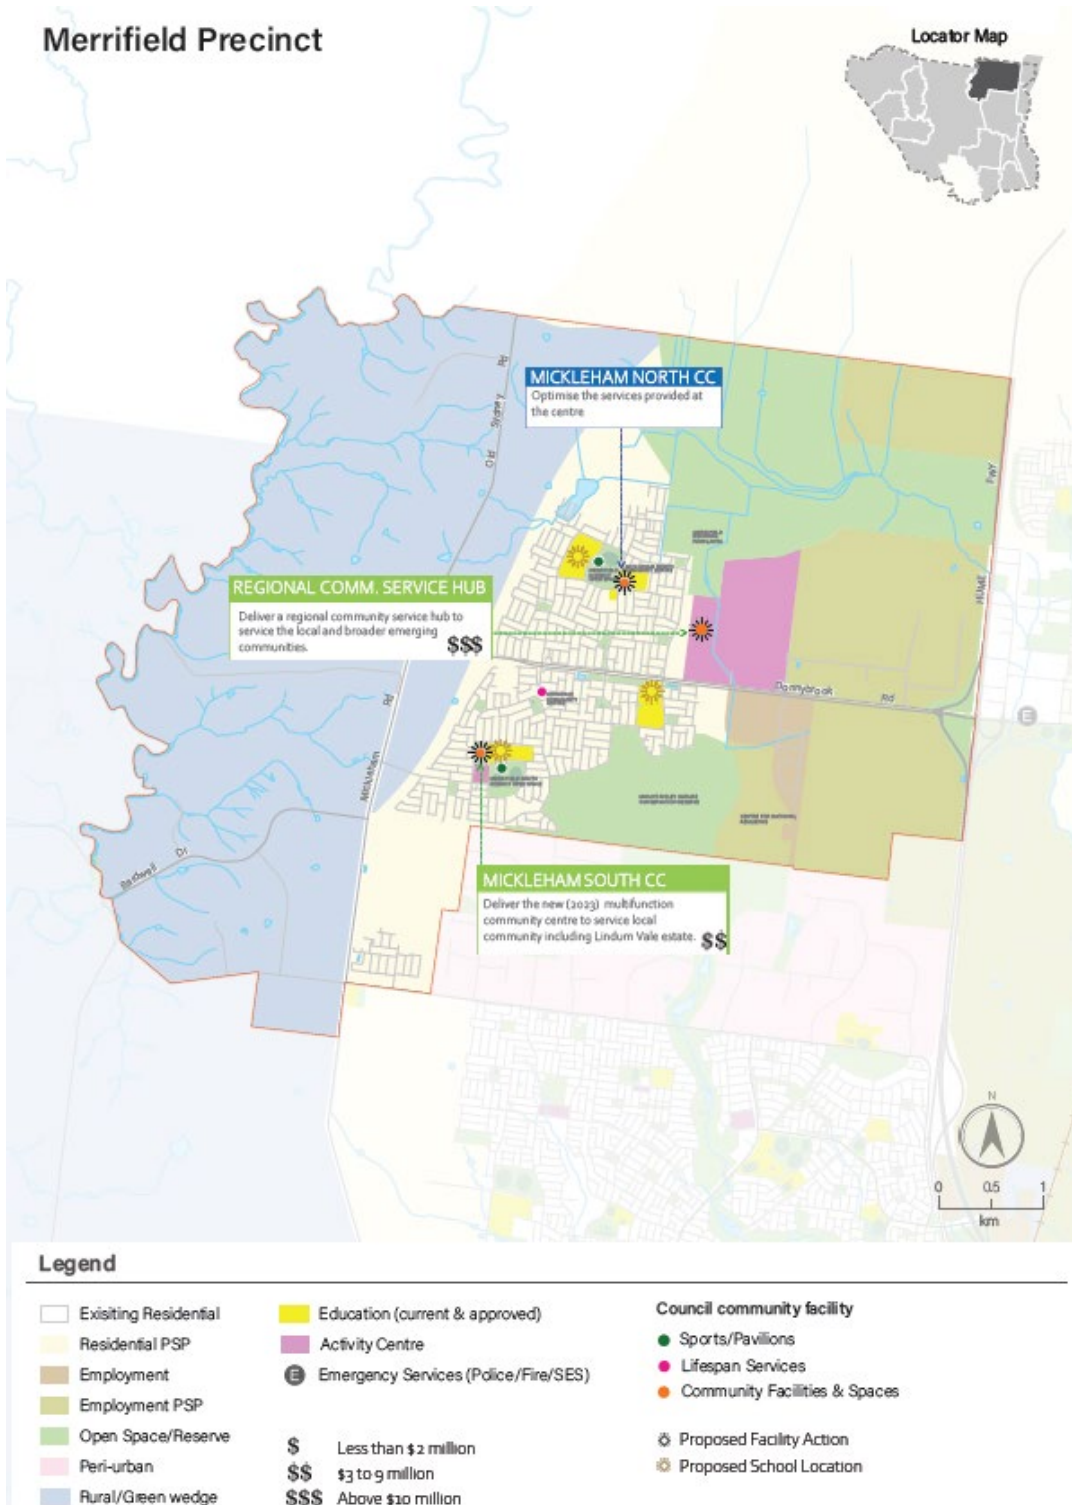 Merrifield Precinct
Locator Map
MICKLEHAM NORTH CC
Optimise the services provided at
the centre
Old Sydney Rd
HUME FWY
REGIONAL COMM. SERVICE HUB
Deliver a regional community service hub to
service the local and broader emerging
communities.
$$$
Donnybrook Rd
Mickleham Rd
E
Bardwell Dr
MICKLEHAM SOUTH CC
Deliver the new (2023) multifunction
community centre to service local
community including Lindum Vale estate.
$$
N
0 0.5 1
km
Legend
Exisiting Residential
Residential PSP
Employment
Employment PSP
Open Space/Reserve
Peri-urban
Rural/Green wedge
Education (current & approved)
Activity Centre
E Emergency Services (Police/Fire/SES)
$ Less than $2 million
$$ $3 to 9 million
$$$ Above $10 million
Council community facility
Sports/Pavilions
Lifespan Services
Community Facilities & Spaces
Proposed Facility Action
Proposed School Location